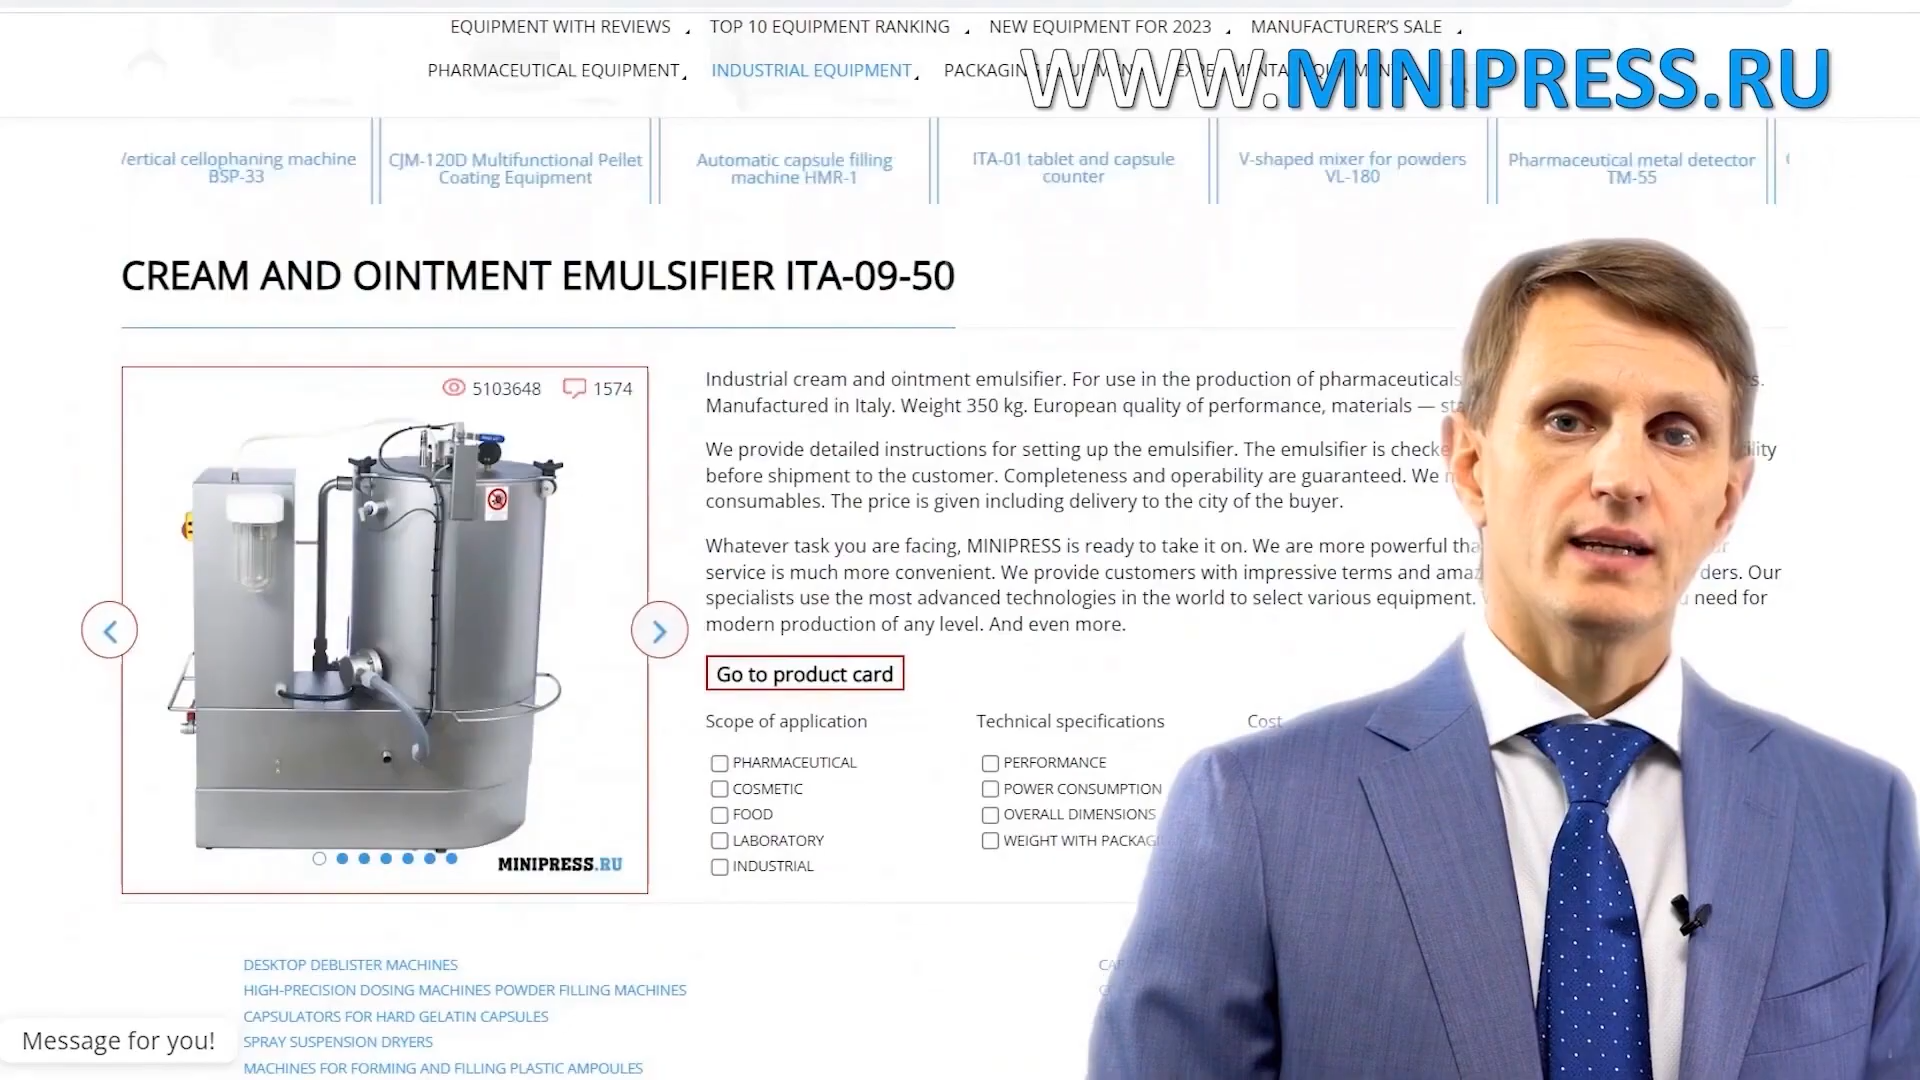 EQUIPMENT WITH REVIEWS TOP 10 EQUIPMENT RANKING NEW EQUIPMENT FOR 2023 MANUFACTURER'S SALE
PHARMACEUTICAL EQUIPMENT INDUSTRIAL EQUIPMENT
WWW.MINIPRESS.RU
Vertical cellophaning machine
BSP-33
CJM-120D Multifunctional Pellet
Coating Equipment
Automatic capsule filling
machine HMR-1
ITA-01 tablet and capsule
counter
V-shaped mixer for powders
VL-180
Pharmaceutical metal detector
TM-55
CREAM AND OINTMENT EMULSIFIER ITA-09-50
5103648 1574
MINIPRESS.RU
Industrial cream and ointment emulsifier. For use in the production of pharmaceuticals
Manufactured in Italy. Weight 350 kg. European quality of performance, materials —
We provide detailed instructions for setting up the emulsifier. The emulsifier is
before shipment to the customer. Completeness and operability are guaranteed. We
consumables. The price is given including delivery to the city of the buyer.
Whatever task you are facing, MINIPRESS is ready to take it on. We are more powerful
service is much more convenient. We provide customers with impressive terms and Our
specialists use the most advanced technologies in the world to select various equipment. need for
modern production of any level. And even more.
Go to product card
Scope of application
PHARMACEUTICAL
COSMETIC
FOOD
LABORATORY
INDUSTRIAL
Technical specifications
PERFORMANCE
POWER CONSUMPTION
OVERALL DIMENSIONS
WEIGHT WITH
Cost
DESKTOP DEBLISTER MACHINES
HIGH-PRECISION DOSING MACHINES POWDER FILLING MACHINES
CAPSULATORS FOR HARD GELATIN CAPSULES
SPRAY SUSPENSION DRYERS
MACHINES FOR FORMING AND FILLING PLASTIC AMPOULES
Message for you!